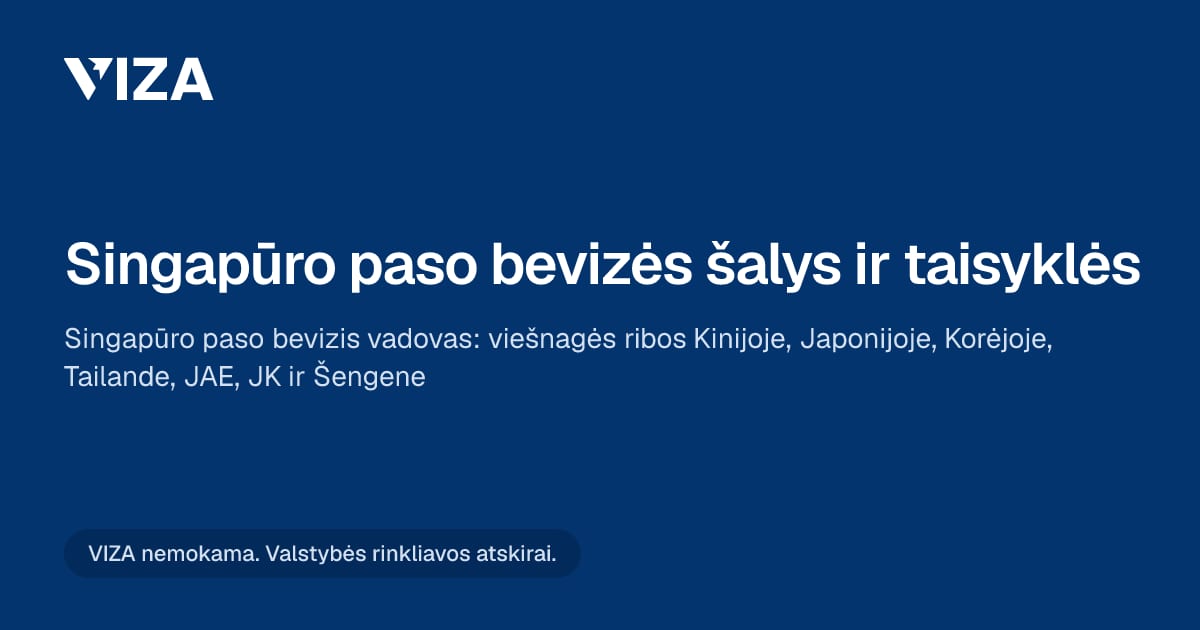 VIZA
Singapūro paso bevizės šalys ir taisyklės
Singapūro paso bevizis vadovas: viešnagės ribos Kinijoje, Japonijoje, Korėjoje,
Tailande, JAE, JK ir Šengene
VIZA nemokama. Valstybės rinkliavos atskirai.